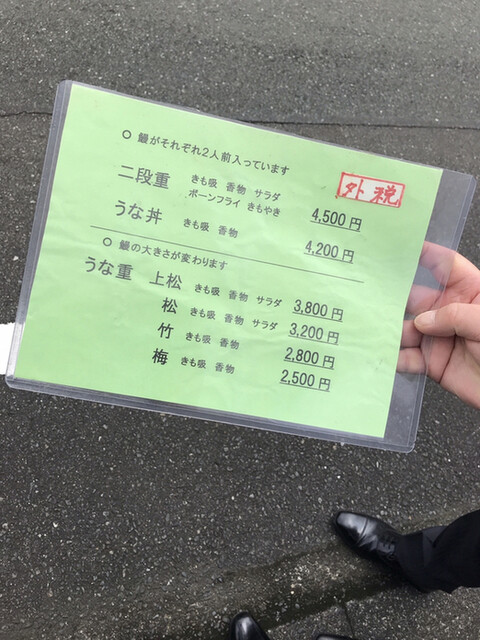 ○ 鰻がそれぞれ2人前入っています
外税
二段重 きも吸 香物 サラダ
ボーンフライ きもやき 4,500円
うな丼 きも吸 香物 4,200円
○ 鰻の大きさが変わります
うな重 上松 きも吸 香物 サラダ 3,800円
松 きも吸 香物 サラダ 3,200円
竹 きも吸 香物 2,800円
梅 きも吸 香物 2,500円